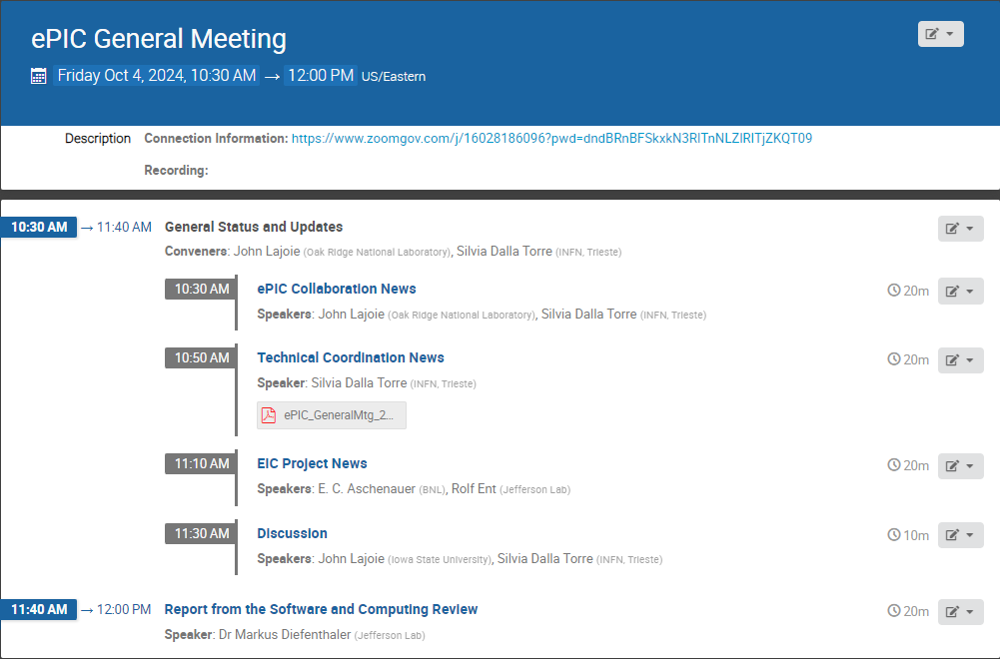 ePIC General Meeting
Friday Oct 4, 2024, 10:30 AM → 12:00 PM US/Eastern
Description Connection Information: https://www.zoomgov.com/j/16028186096?pwd=dndBRnBFSkxkN3RlTnNLZlRlTjZKQT09
Recording:
10:30 AM → 11:40 AM General Status and Updates
Conveners: John Lajoie (Oak Ridge National Laboratory), Silvia Dalla Torre (INFN, Trieste)
10:30 AM ePIC Collaboration News 20m
Speakers: John Lajoie (Oak Ridge National Laboratory), Silvia Dalla Torre (INFN, Trieste)
10:50 AM Technical Coordination News 20m
Speaker: Silvia Dalla Torre (INFN, Trieste)
ePIC_GeneralMtg_2...
11:10 AM EIC Project News 20m
Speakers: E. C. Aschenauer (BNL), Rolf Ent (Jefferson Lab)
11:30 AM Discussion 10m
Speakers: John Lajoie (Iowa State University), Silvia Dalla Torre (INFN, Trieste)
11:40 AM → 12:00 PM Report from the Software and Computing Review 20m
Speaker: Dr Markus Diefenthaler (Jefferson Lab)